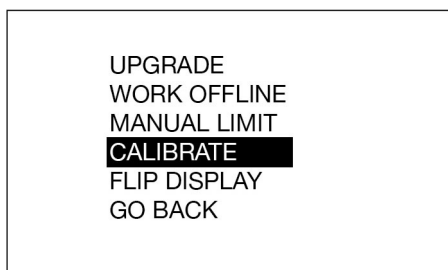 UPGRADE
WORK OFFLINE
MANUAL LIMIT
CALIBRATE
FLIP DISPLAY
GO BACK